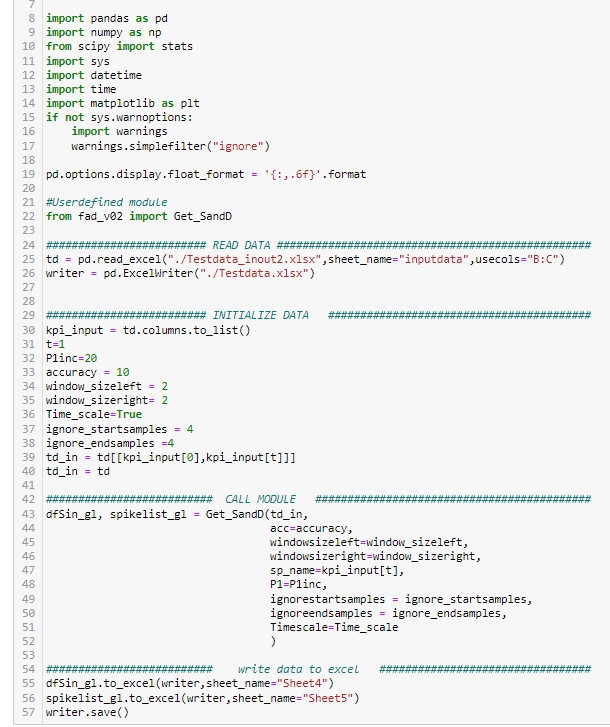 7
8 import pandas as pd
9 import numpy as np
10 from scipy import stats
11 import sys
12 import datetime
13 import time
14 import matplotlib as plt
15 if not sys.warnoptions:
16     import warnings
17     warnings.simplefilter("ignore")
18
19 pd.options.display.float_format = '{:,.6f}'.format
20
21 #Userdefined module
22 from fad_v02 import Get_SandD
23
24 ######################### READ DATA #################################################
25 td = pd.read_excel("./Testdata_inout2.xlsx",sheet_name="inputdata",usecols="B:C")
26 writer = pd.ExcelWriter("./Testdata.xlsx")
27
28
29 ######################### INITIALIZE DATA   #########################################
30 kpi_input = td.columns.to_list()
31 t=1
32 P1inc=20
33 accuracy = 10
34 window_sizeleft = 2
35 window_sizeright= 2
36 Time_scale=True
37 ignore_startsamples = 4
38 ignore_endsamples =4
39 td_in = td[[kpi_input[0],kpi_input[t]]]
40 td_in = td
41
42 ##########################  CALL MODULE   ###########################################
43 dfSin_gl, spikelist_gl = Get_SandD(td_in,
44                                    acc=accuracy,
45                                    windowsizeleft=window_sizeleft,
46                                    windowsizeright=window_sizeright,
47                                    sp_name=kpi_input[t],
48                                    P1=P1inc,
49                                    ignorestartsamples = ignore_startsamples,
50                                    ignoreendsamples = ignore_endsamples,
51                                    Timescale=Time_scale
52                                    )
53
54 ##########################    write data to excel   #################################
55 dfSin_gl.to_excel(writer,sheet_name="Sheet4")
56 spikelist_gl.to_excel(writer,sheet_name="Sheet5")
57 writer.save()